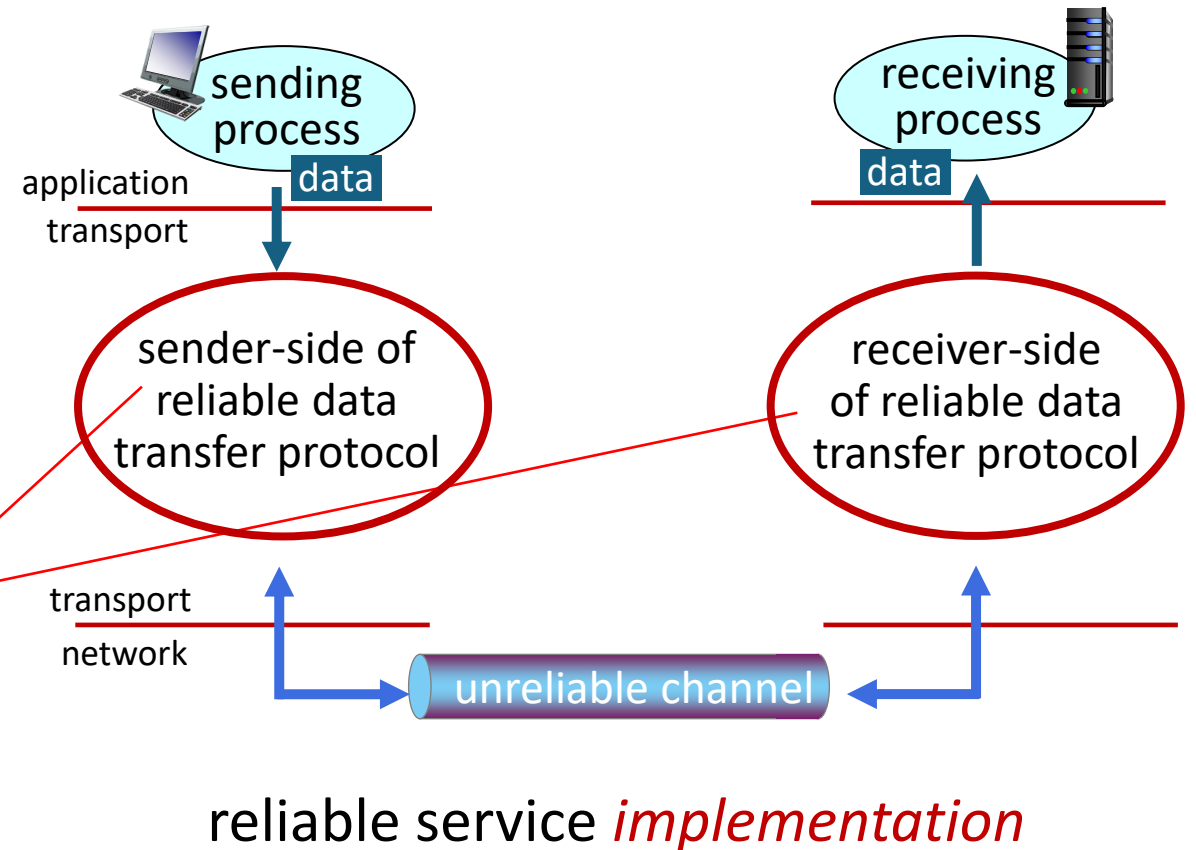 sending
process
data
receiving
process
data
application
transport
sender-side of
reliable data
transfer protocol
receiver-side
of reliable data
transfer protocol
transport
network
unreliable channel
reliable service implementation